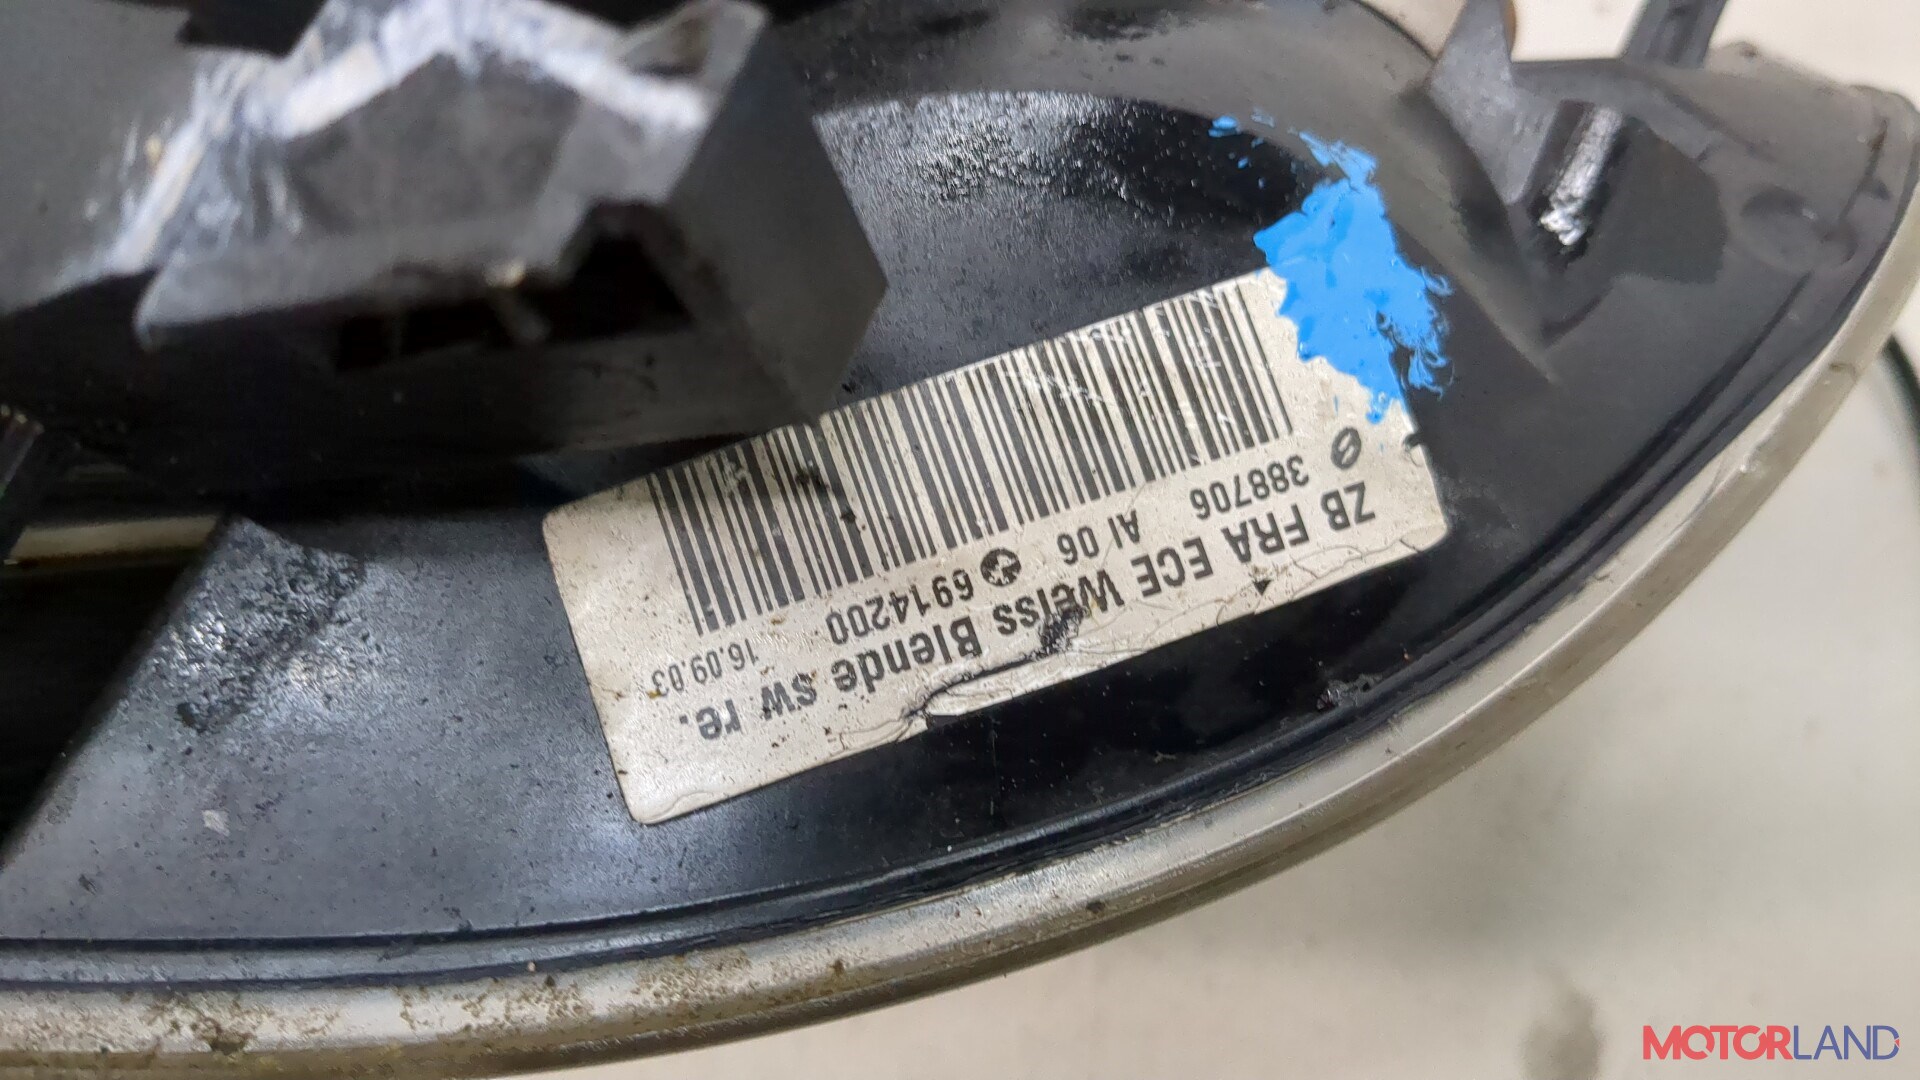 ZB FRA ECE Weiss Blende sw re.
388706 AI 06 6914200 16.09.03
MOTORLAND